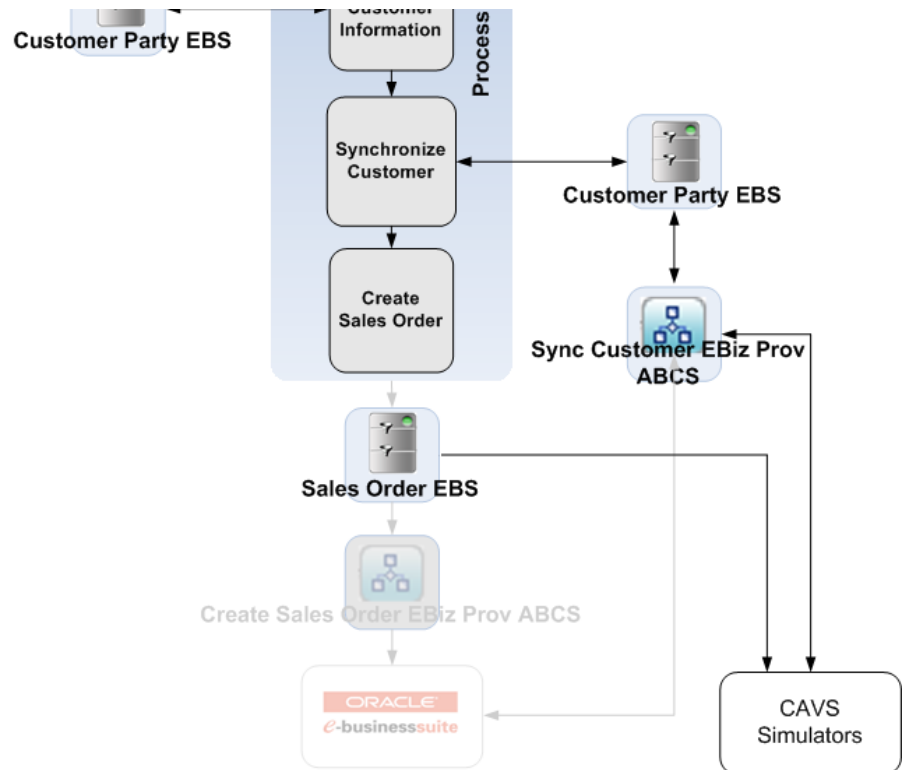 Customer
Information
Process
Customer Party EBS
Synchronize
Customer
Customer Party EBS
Create
Sales Order
Sync Customer EBiz Prov
ABCS
Sales Order EBS
Create Sales Order EBiz Prov ABCS
ORACLE
e-businesssuite
CAVS
Simulators